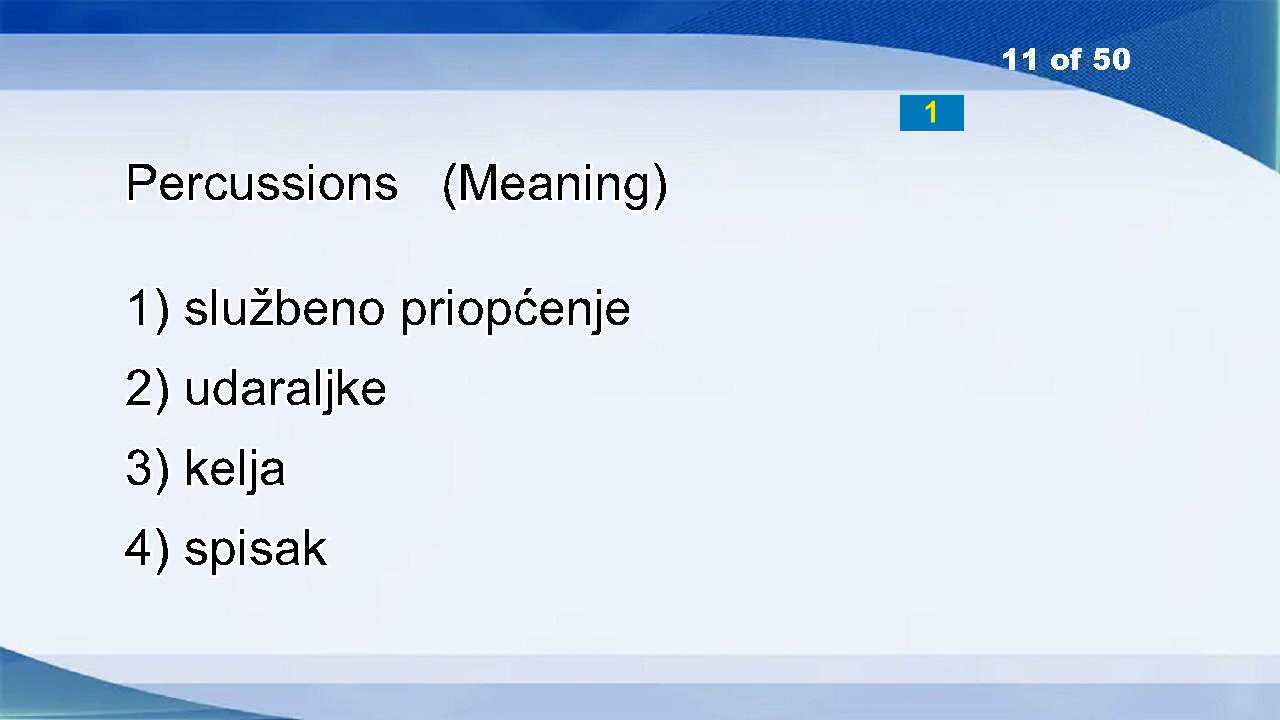 11 of 50
1
Percussions (Meaning)
1) službeno priopćenje
2) udaraljke
3) kelja
4) spisak